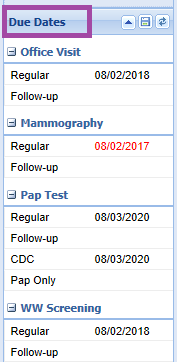 Due Dates
Office Visit
Regular 08/02/2018
Follow-up
Mammography
Regular 08/02/2017
Follow-up
Pap Test
Regular 08/03/2020
Follow-up
CDC 08/03/2020
Pap Only
WW Screening
Regular 08/02/2018
Follow-up